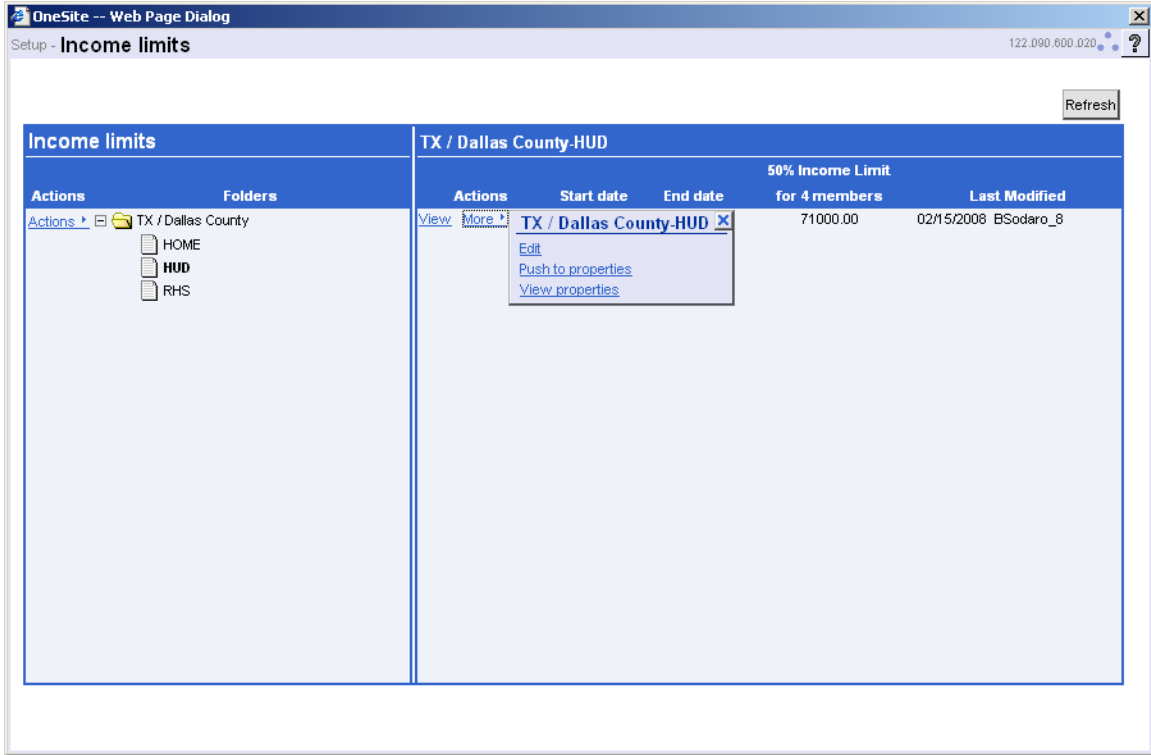 OneSite -- Web Page Dialog
Setup - Income limits
122.090.600.020
?
Refresh
Income limits
Actions Folders
Actions
TX / Dallas County
HOME
HUD
RHS
TX / Dallas County-HUD
50% Income Limit
Actions Start date End date for 4 members Last Modified
View More 71000.00 02/15/2008 BSodaro_8
TX / Dallas County-HUD
Edit
Push to properties
View properties